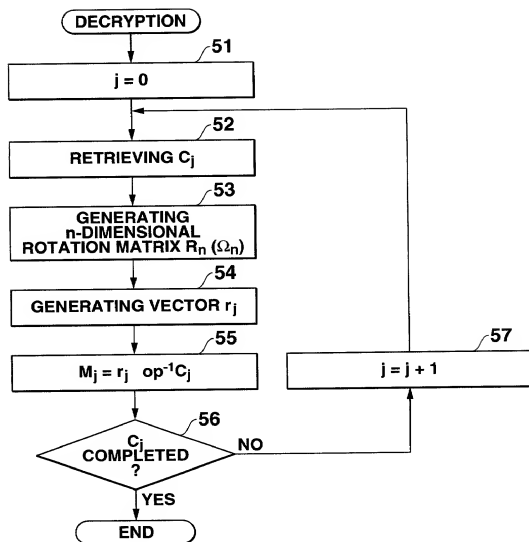 DECRYPTION
51
j = 0
52
RETRIEVING Cj
53
GENERATING
n-DIMENSIONAL
ROTATION MATRIX Rn (Ωn)
54
GENERATING VECTOR rj
55
Mj = rj op-1Cj
57
j = j + 1
56
Cj
COMPLETED
?
NO
YES
END